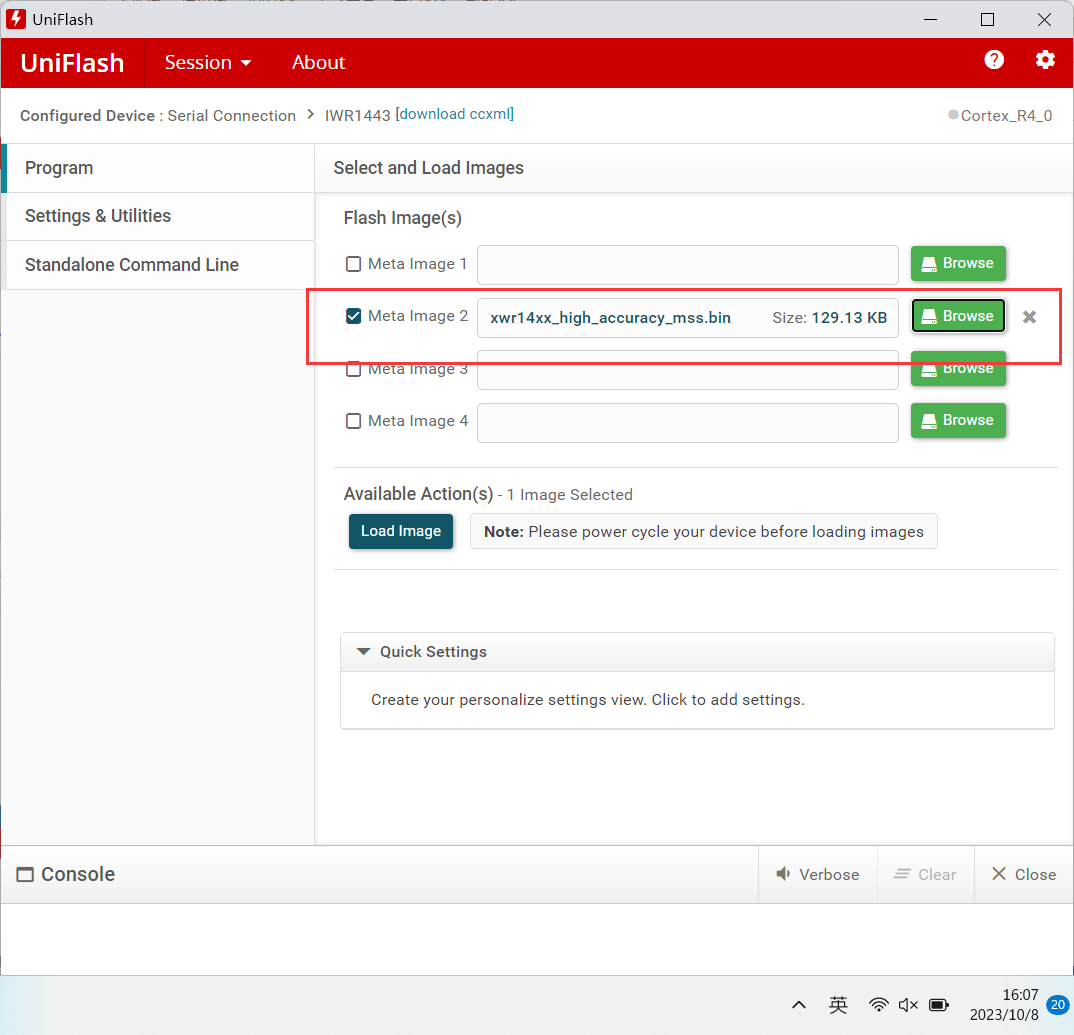 UniFlash
UniFlash Session About ?
Configured Device : Serial Connection > IWR1443 [download ccxml] Cortex_R4_0
Program
Settings & Utilities
Standalone Command Line
Select and Load Images
Flash Image(s)
Meta Image 1 Browse
Meta Image 2 xwr14xx_high_accuracy_mss.bin Size: 129.13 KB Browse
Meta Image 3 Browse
Meta Image 4 Browse
Available Action(s) - 1 Image Selected
Load Image Note: Please power cycle your device before loading images
Quick Settings
Create your personalize settings view. Click to add settings.
Console Verbose Clear Close
英 16:07
2023/10/8 20